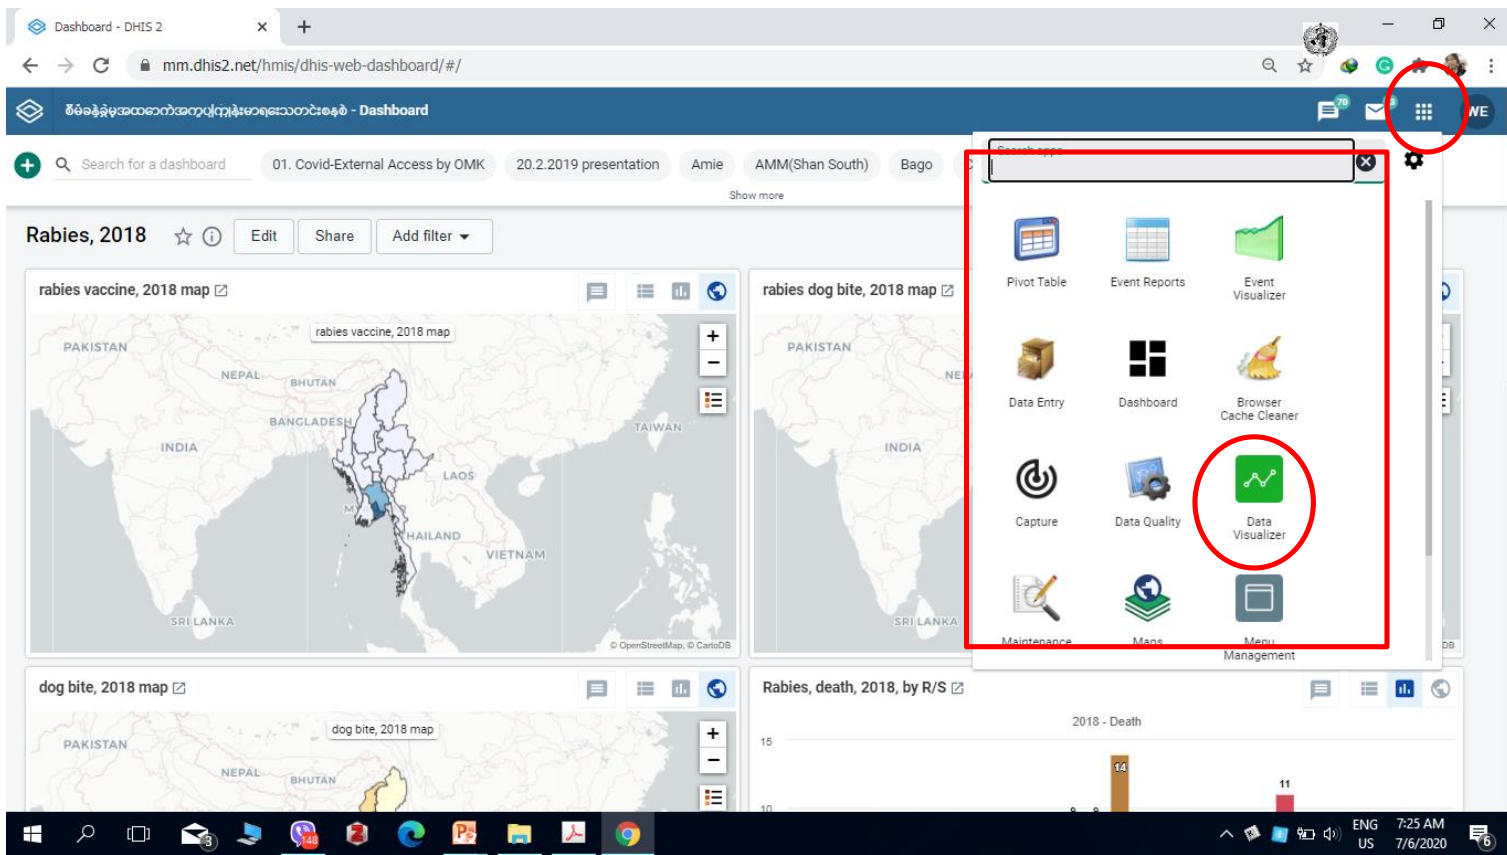 Dashboard - DHIS 2
mm.dhis2.net/hmis/dhis-web-dashboard/#/
- Dashboard
70
WE
Search for a dashboard
01. Covid-External Access by OMK
20.2.2019 presentation
Amie
AMM(Shan South)
Bago
Search apps
Show more
Rabies, 2018
Edit
Share
Add filter
Pivot Table
Event Reports
Event
Visualizer
Data Entry
Dashboard
Browser
Cache Cleaner
Capture
Data Quality
Data
Visualizer
Maintenance
Maps
Menu
Management
rabies vaccine, 2018 map
rabies vaccine, 2018 map
PAKISTAN
NEPAL
BHUTAN
BANGLADESH
INDIA
TAIWAN
LAOS
THAILAND
VIETNAM
SRI LANKA
© OpenStreetMap, © CartoDB
rabies dog bite, 2018 map
PAKISTAN
INDIA
SRI LANKA
dog bite, 2018 map
dog bite, 2018 map
PAKISTAN
NEPAL
BHUTAN
Rabies, death, 2018, by R/S
2018 - Death
15
14
11
10
9
9
3
148
ENG
US
7:25 AM
7/6/2020
6